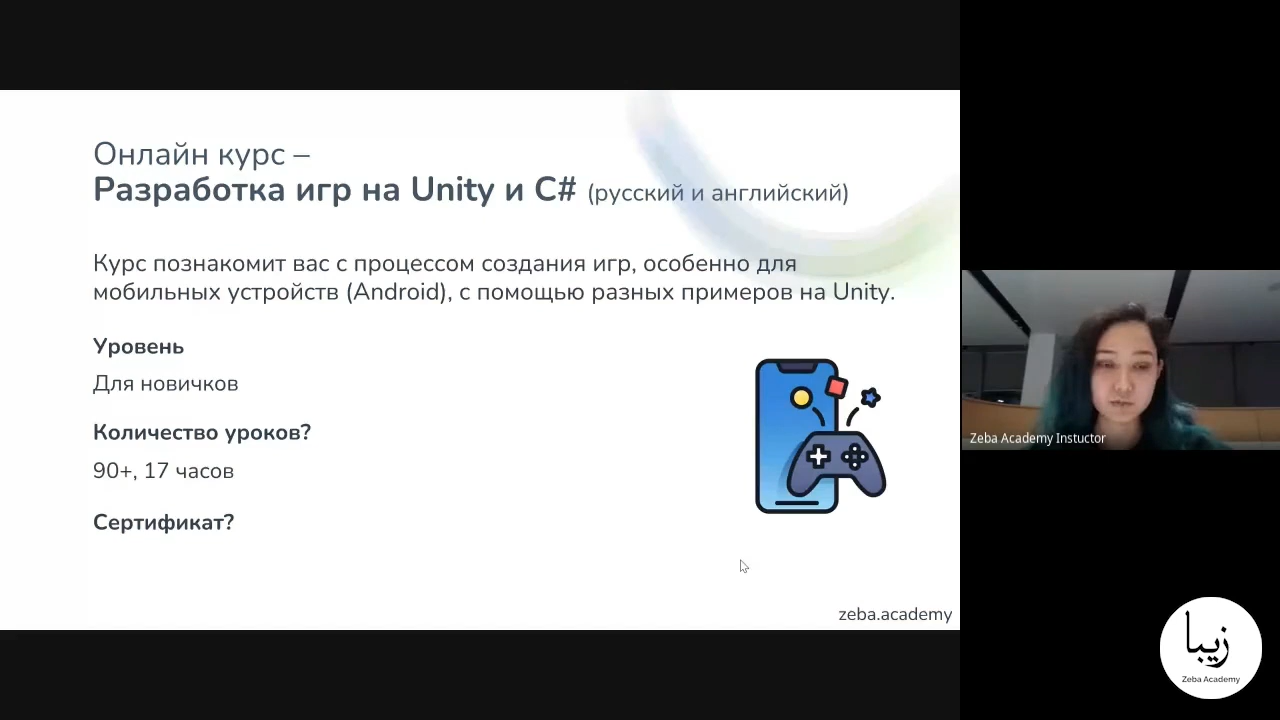 Онлайн курс –
Разработка игр на Unity и C# (русский и английский)
Курс познакомит вас с процессом создания игр, особенно для
мобильных устройств (Android), с помощью разных примеров на Unity.
Уровень
Для новичков
Количество уроков?
90+, 17 часов
Сертификат?
zeba.academy
Zeba Academy Instuctor
زیبا
Zeba Academy